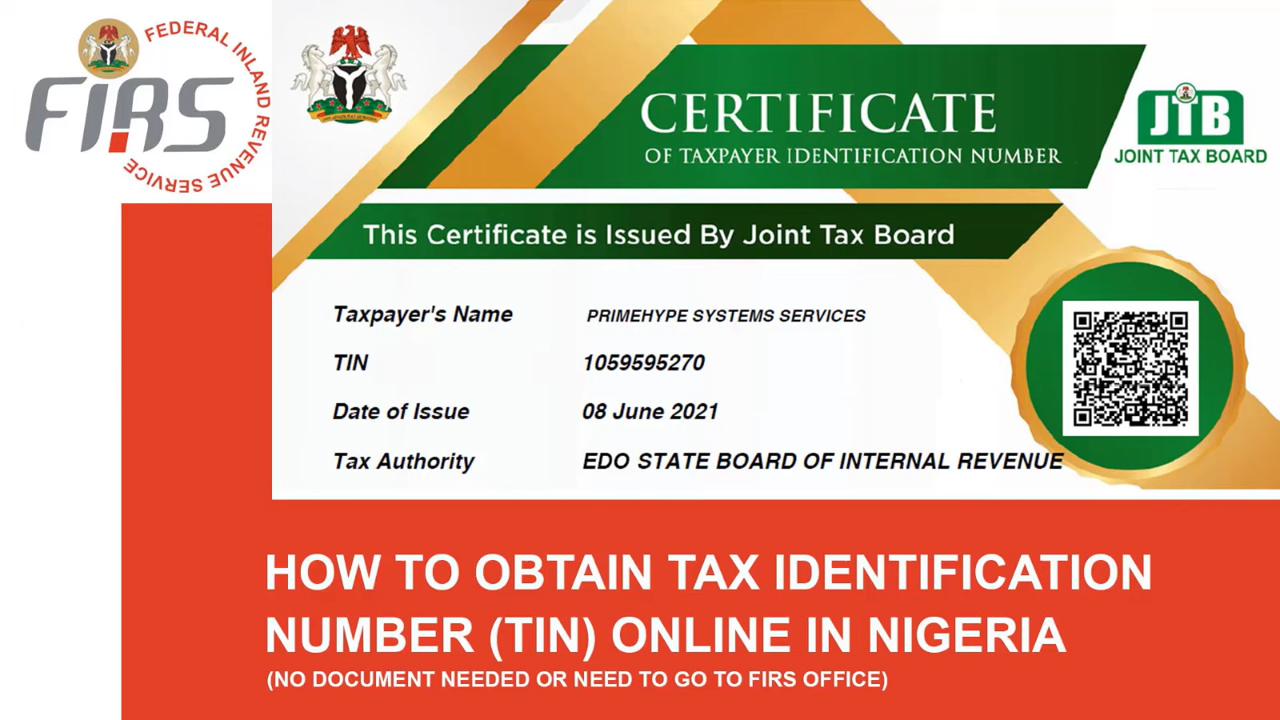 FIRS
FEDERAL INLAND REVENUE SERVICE
CERTIFICATE
OF TAXPAYER IDENTIFICATION NUMBER
JTB
JOINT TAX BOARD
This Certificate is Issued By Joint Tax Board
Taxpayer's Name PRIMEHYPE SYSTEMS SERVICES
TIN 1059595270
Date of Issue 08 June 2021
Tax Authority EDO STATE BOARD OF INTERNAL REVENUE
HOW TO OBTAIN TAX IDENTIFICATION
NUMBER (TIN) ONLINE IN NIGERIA
(NO DOCUMENT NEEDED OR NEED TO GO TO FIRS OFFICE)